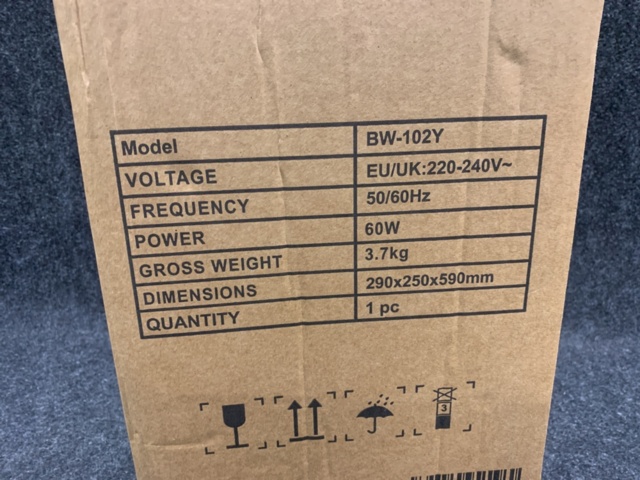 Model BW-102Y
VOLTAGE EU/UK:220-240V~
FREQUENCY 50/60Hz
POWER 60W
GROSS WEIGHT 3.7kg
DIMENSIONS 290x250x590mm
QUANTITY 1 pc
3